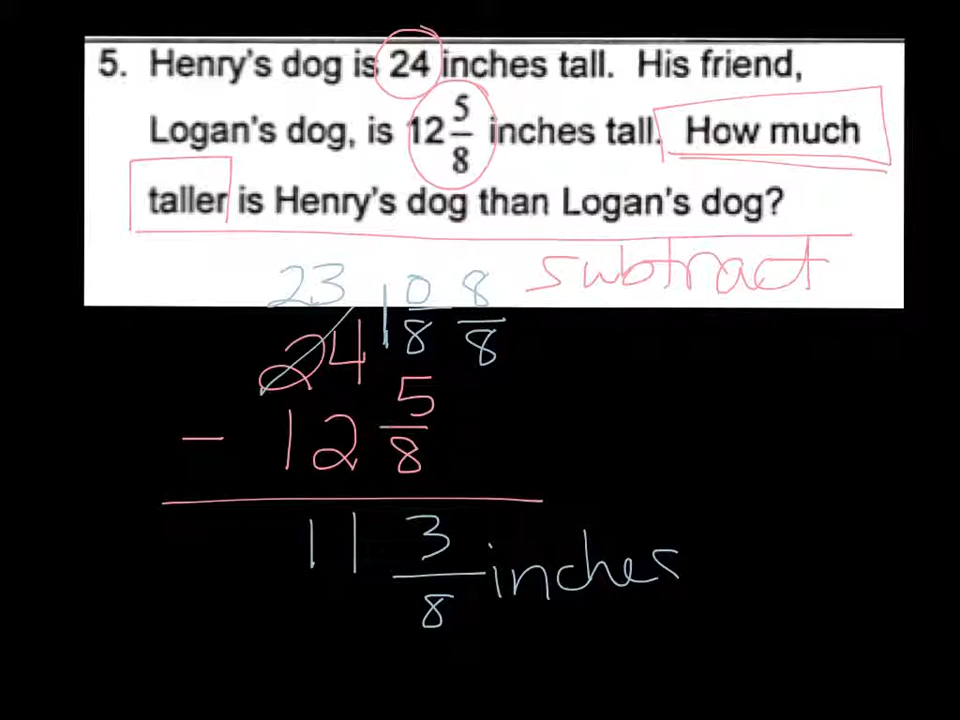 5. Henry's dog is 24 inches tall. His friend,
Logan's dog, is 12 5/8 inches tall. How much
taller is Henry's dog than Logan's dog?
subtract
23 1 0/8 8/8
24
- 12 5/8
11 3/8 inches